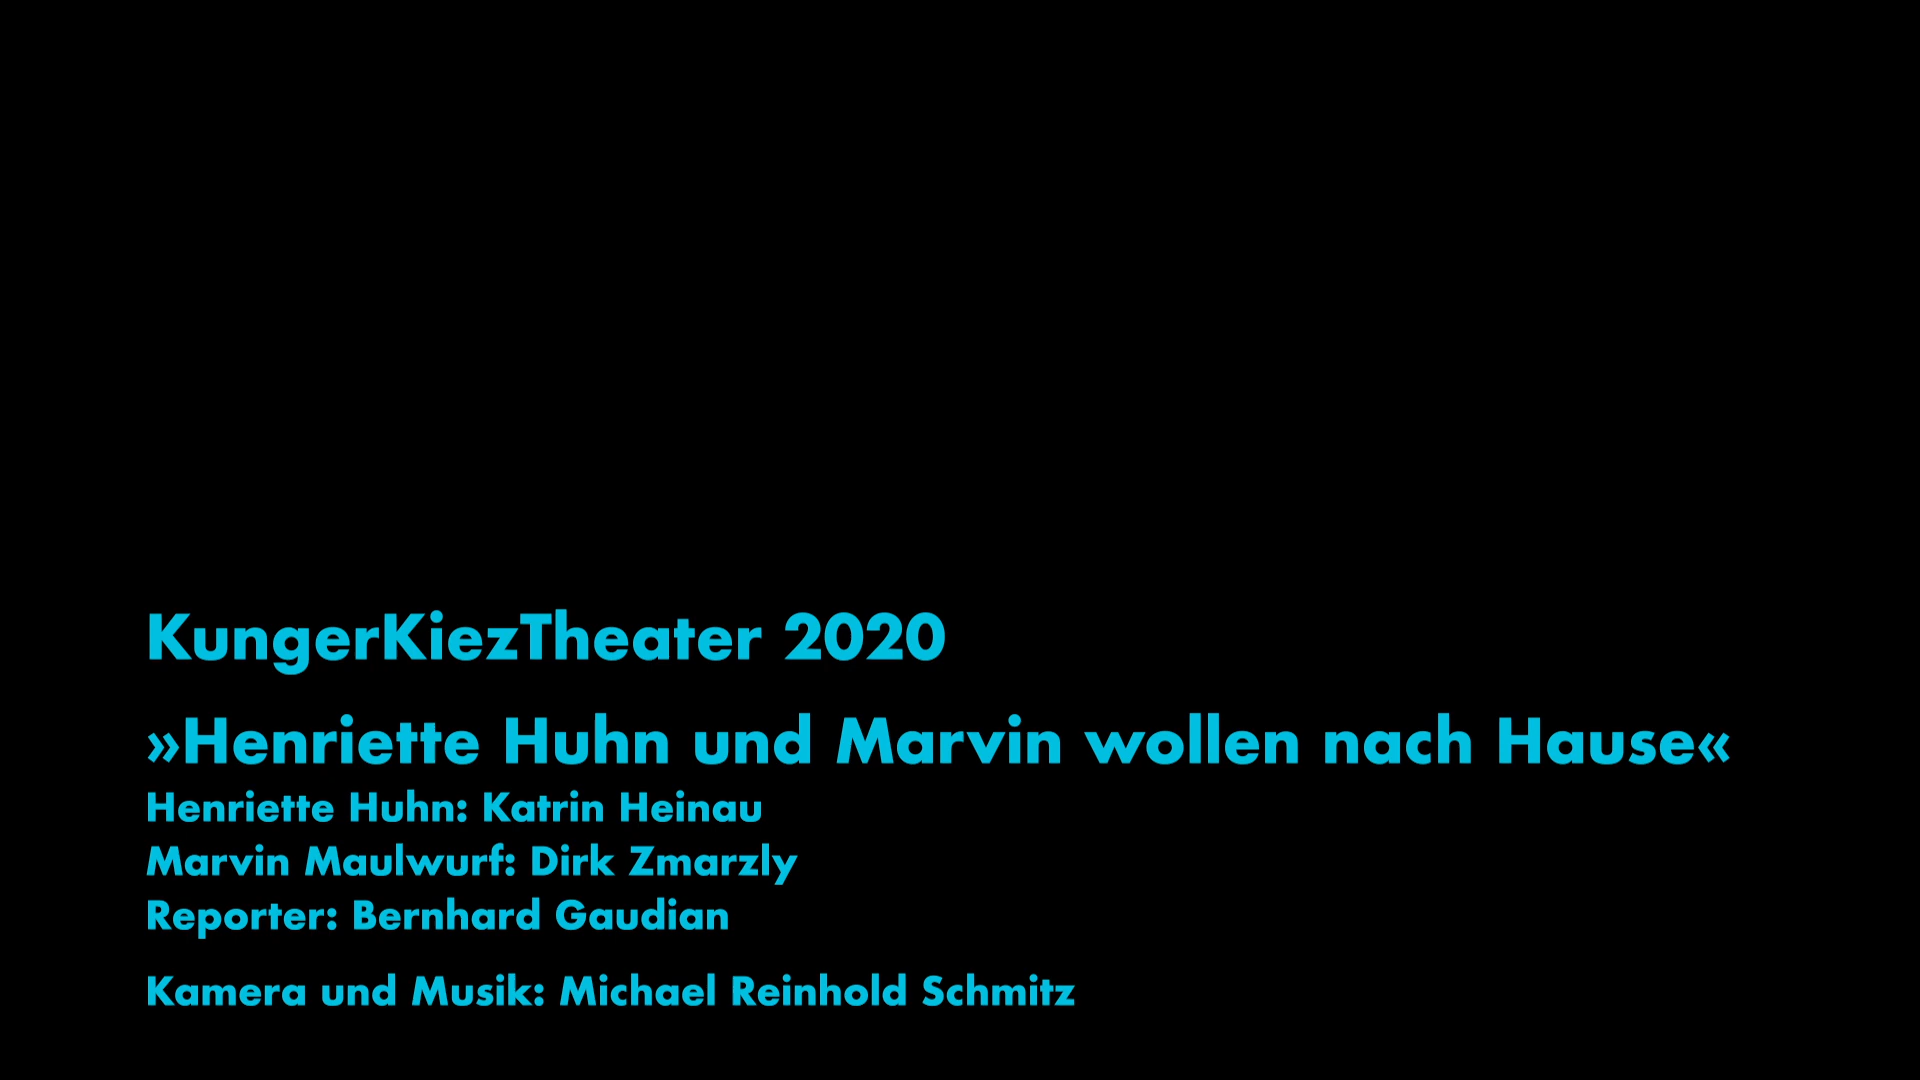 KungerKiezTheater 2020
»Henriette Huhn und Marvin wollen nach Hause«
Henriette Huhn: Katrin Heinau
Marvin Maulwurf: Dirk Zmarzly
Reporter: Bernhard Gaudian
Kamera und Musik: Michael Reinhold Schmitz